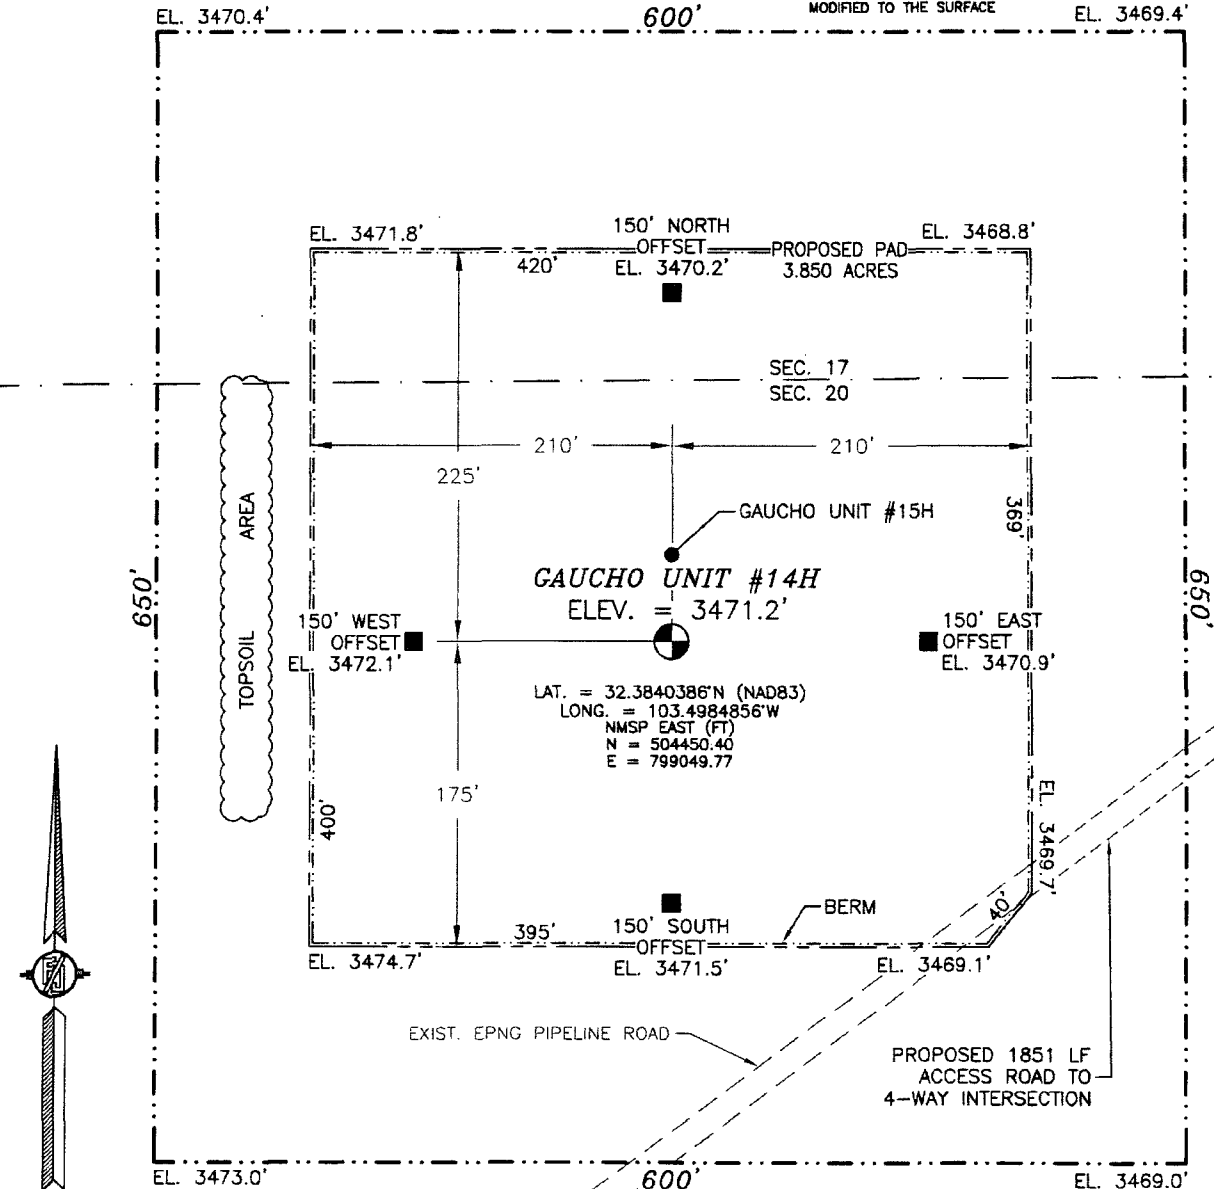 MODIFIED TO THE SURFACE
EL. 3470.4'
600'
EL. 3469.4'
EL. 3471.8'
150' NORTH
OFFSET
EL. 3470.2'
420'
PROPOSED PAD
3.850 ACRES
EL. 3468.8'
SEC. 17
SEC. 20
210'
210'
225'
TOPSOIL AREA
369'
GAUCHO UNIT #15H
GAUCHO UNIT #14H
ELEV. = 3471.2'
650'
650'
150' WEST
OFFSET
EL. 3472.1'
150' EAST
OFFSET
EL. 3470.9'
LAT. = 32.3840386°N (NAD83)
LONG. = 103.4984856°W
NMSP EAST (FT)
N = 504450.40
E = 799049.77
175'
400'
EL. 3469.7'
40'
BERM
395'
150' SOUTH
OFFSET
EL. 3471.5'
EL. 3474.7'
EL. 3469.1'
EXIST. EPNG PIPELINE ROAD
PROPOSED 1851 LF
ACCESS ROAD TO
4-WAY INTERSECTION
EL. 3473.0'
600'
EL. 3469.0'